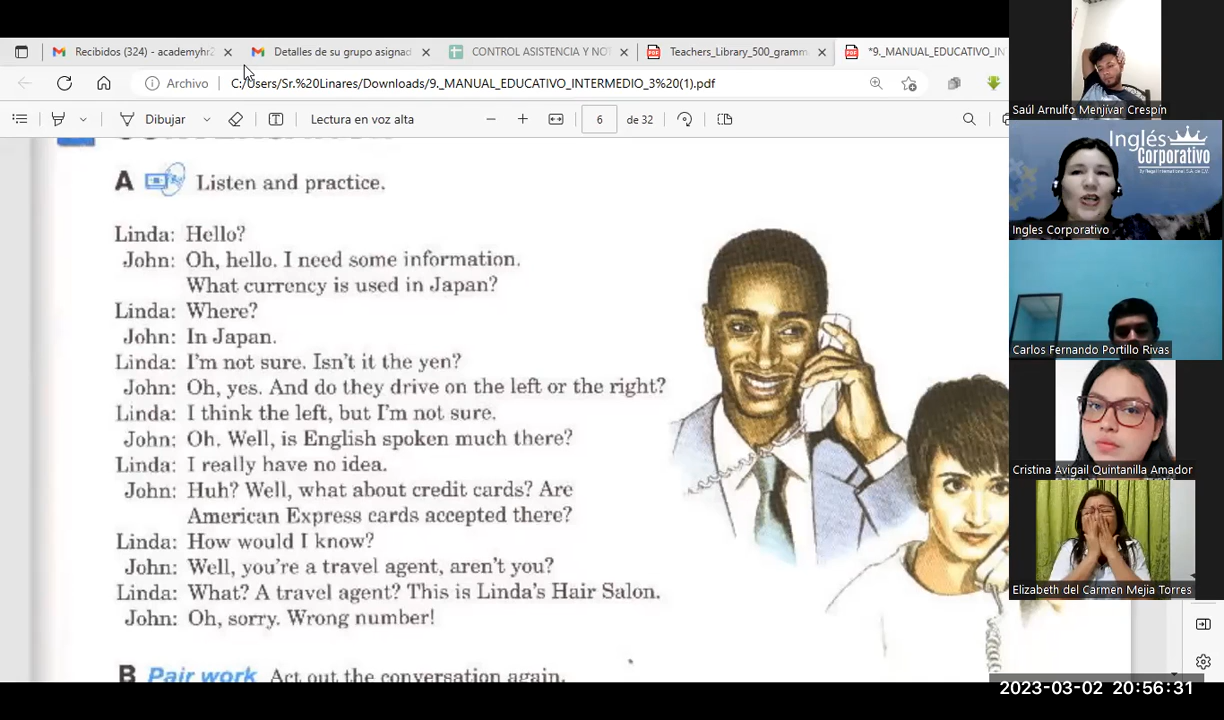 Recibidos (324) - academyhr2
Detalles de su grupo asignad
CONTROL ASISTENCIA Y NOT
Teachers_Library_500_gramm
*9._MANUAL_EDUCATIVO_IN
Archivo
C:/Users/Sr.%20Linares/Downloads/9._MANUAL_EDUCATIVO_INTERMEDIO_3%20(1).pdf
Dibujar
Lectura en voz alta
6
de 32
A Listen and practice.
Linda: Hello?
John: Oh, hello. I need some information.
What currency is used in Japan?
Linda: Where?
John: In Japan.
Linda: I'm not sure. Isn't it the yen?
John: Oh, yes. And do they drive on the left or the right?
Linda: I think the left, but I'm not sure.
John: Oh. Well, is English spoken much there?
Linda: I really have no idea.
John: Huh? Well, what about credit cards? Are
American Express cards accepted there?
Linda: How would I know?
John: Well, you're a travel agent, aren't you?
Linda: What? A travel agent? This is Linda's Hair Salon.
John: Oh, sorry. Wrong number!
B Pair work Act out the conversation again.
Saúl Arnulfo Menjívar Crespín
Inglés
Corporativo
Ingles Corporativo
Carlos Fernando Portillo Rivas
Cristina Avigail Quintanilla Amador
Elizabeth del Carmen Mejia Torres
2023-03-02 20:56:31